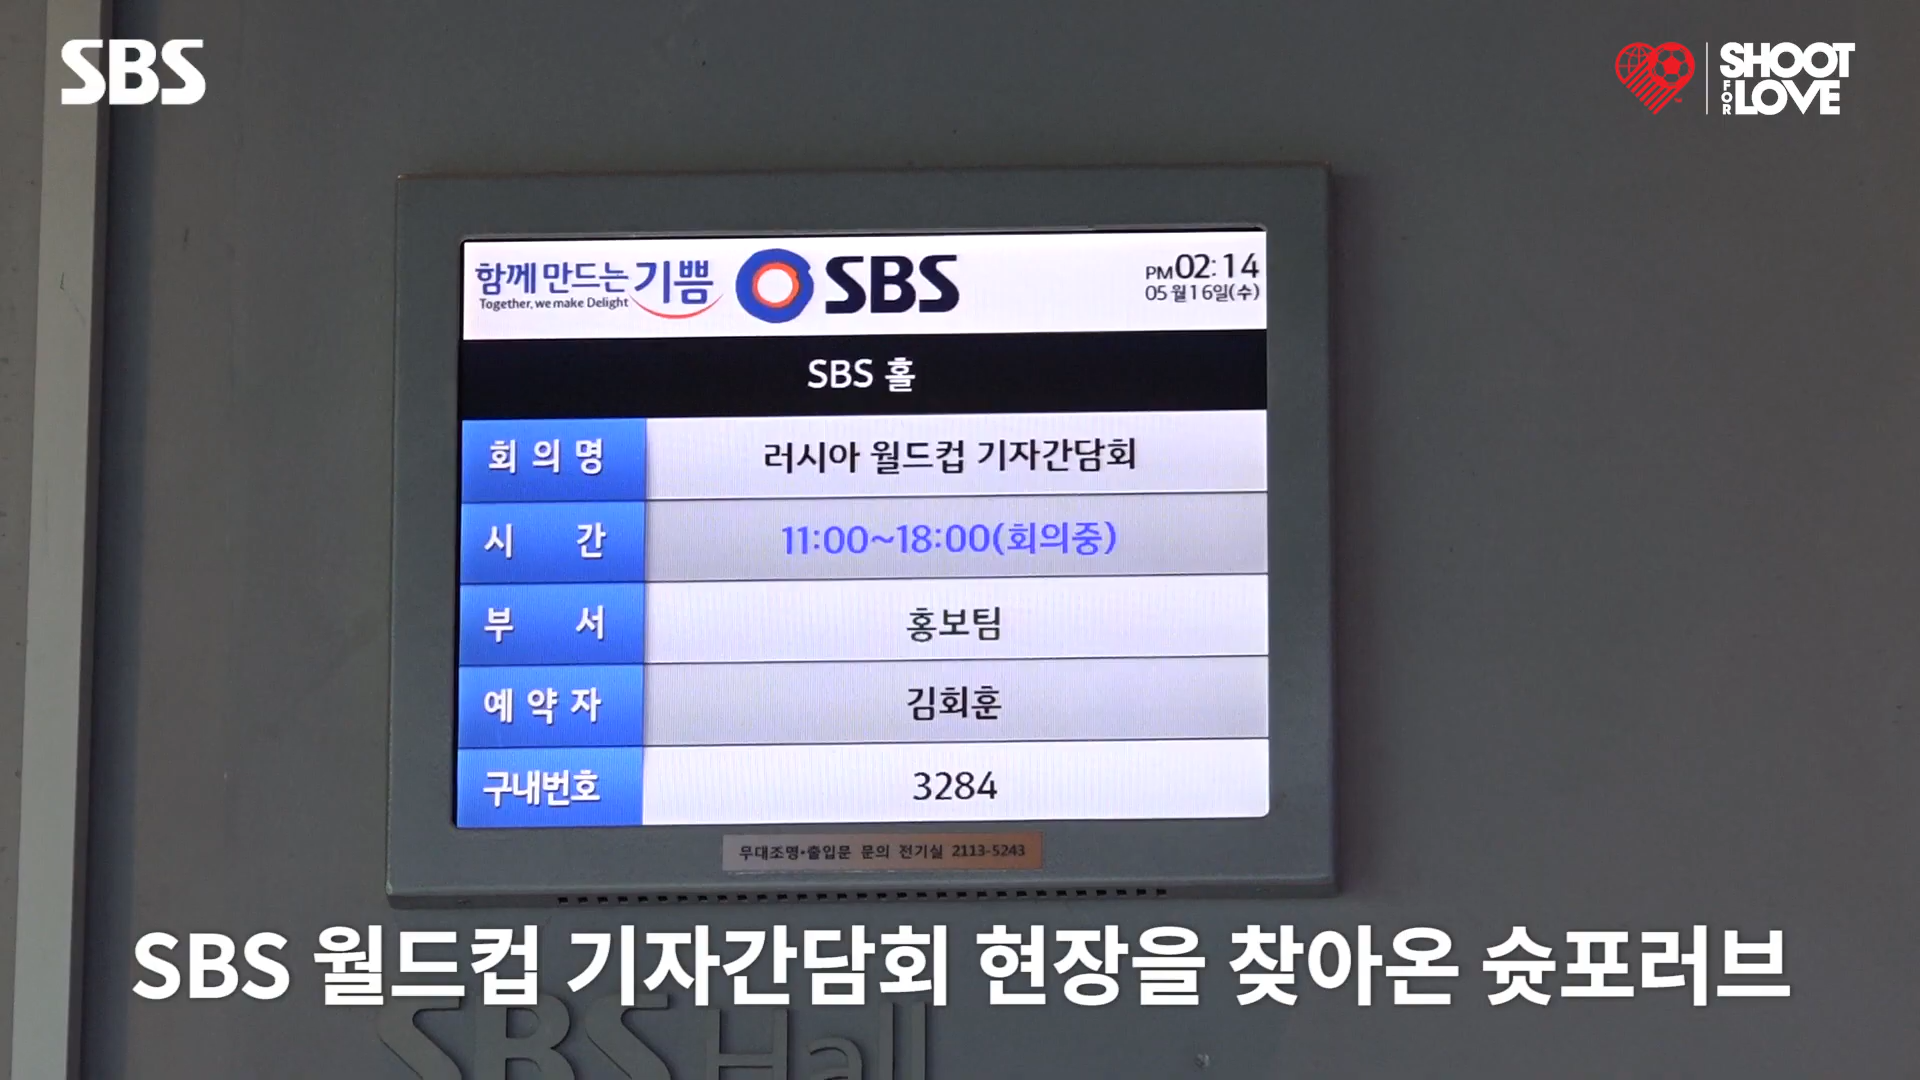 SBS
SHOOT
FOR
LOVE
함께 만드는 기쁨
Together, we make Delight
SBS
PM 02:14
05월16일(수)
SBS 홀
회의명 러시아 월드컵 기자간담회
시 간 11:00~18:00(회의중)
부 서 홍보팀
예약자 김회훈
구내번호 3284
무대조명•출입문 문의 전기실 2113-5243
SBS 월드컵 기자간담회 현장을 찾아온 슛포러브
SBS Hall